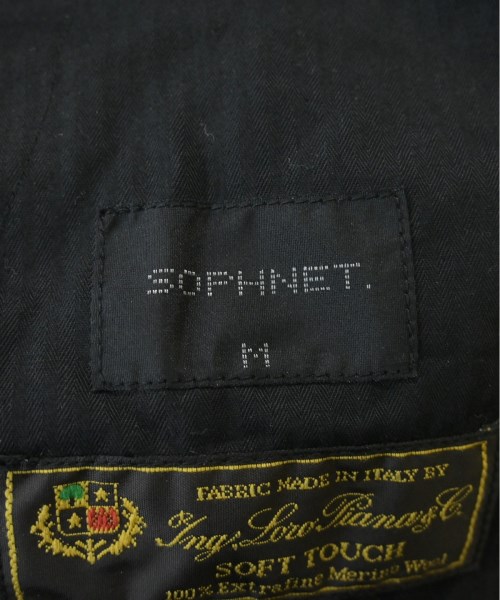 SOPHNET.
M
FABRIC MADE IN ITALY BY
Ing. Loro Piana & C.
SOFT TOUCH
100% Extrafine Merino Wool